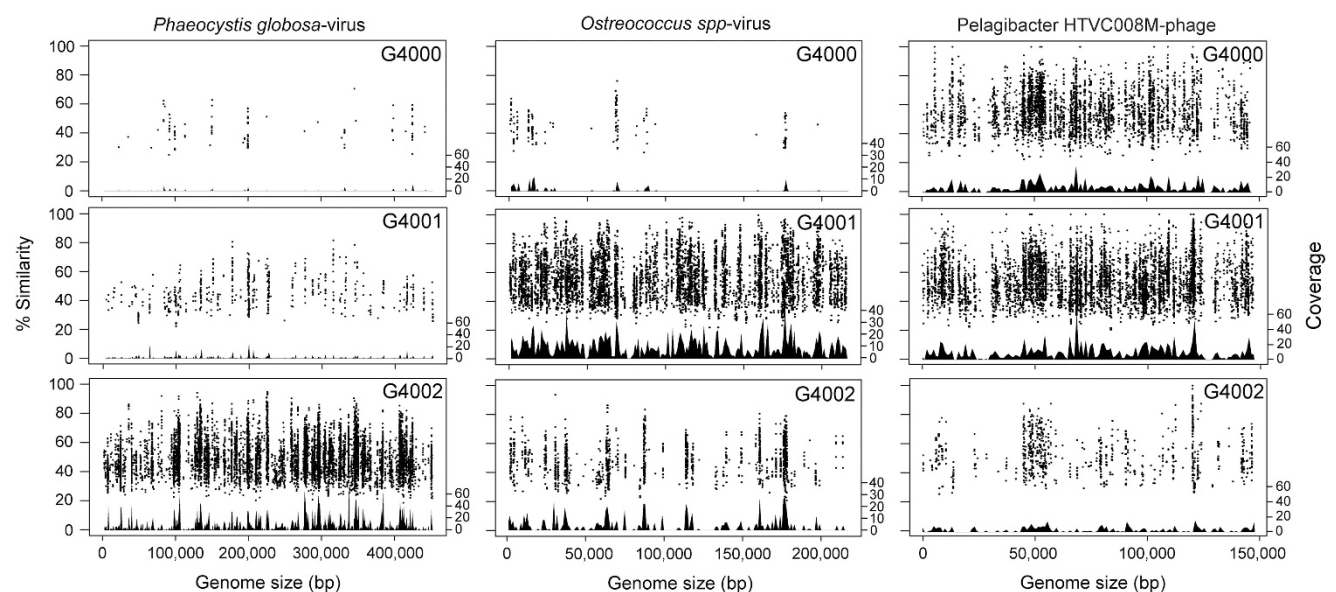 Phaeocystis globosa-virus
Ostreococcus spp-virus
Pelagibacter HTVC008M-phage
% Similarity
Coverage
100
80
60
40
20
0
G4000
60
40
20
0
G4000
40
30
20
10
0
G4000
60
40
20
0
100
80
60
40
20
0
G4001
60
40
20
0
G4001
40
30
20
10
0
G4001
60
40
20
0
100
80
60
40
20
0
G4002
60
40
20
0
G4002
40
30
20
10
0
G4002
60
40
20
0
0 100,000 200,000 300,000 400,000
0 50,000 100,000 150,000 200,000
0 50,000 100,000 150,000
Genome size (bp)
Genome size (bp)
Genome size (bp)